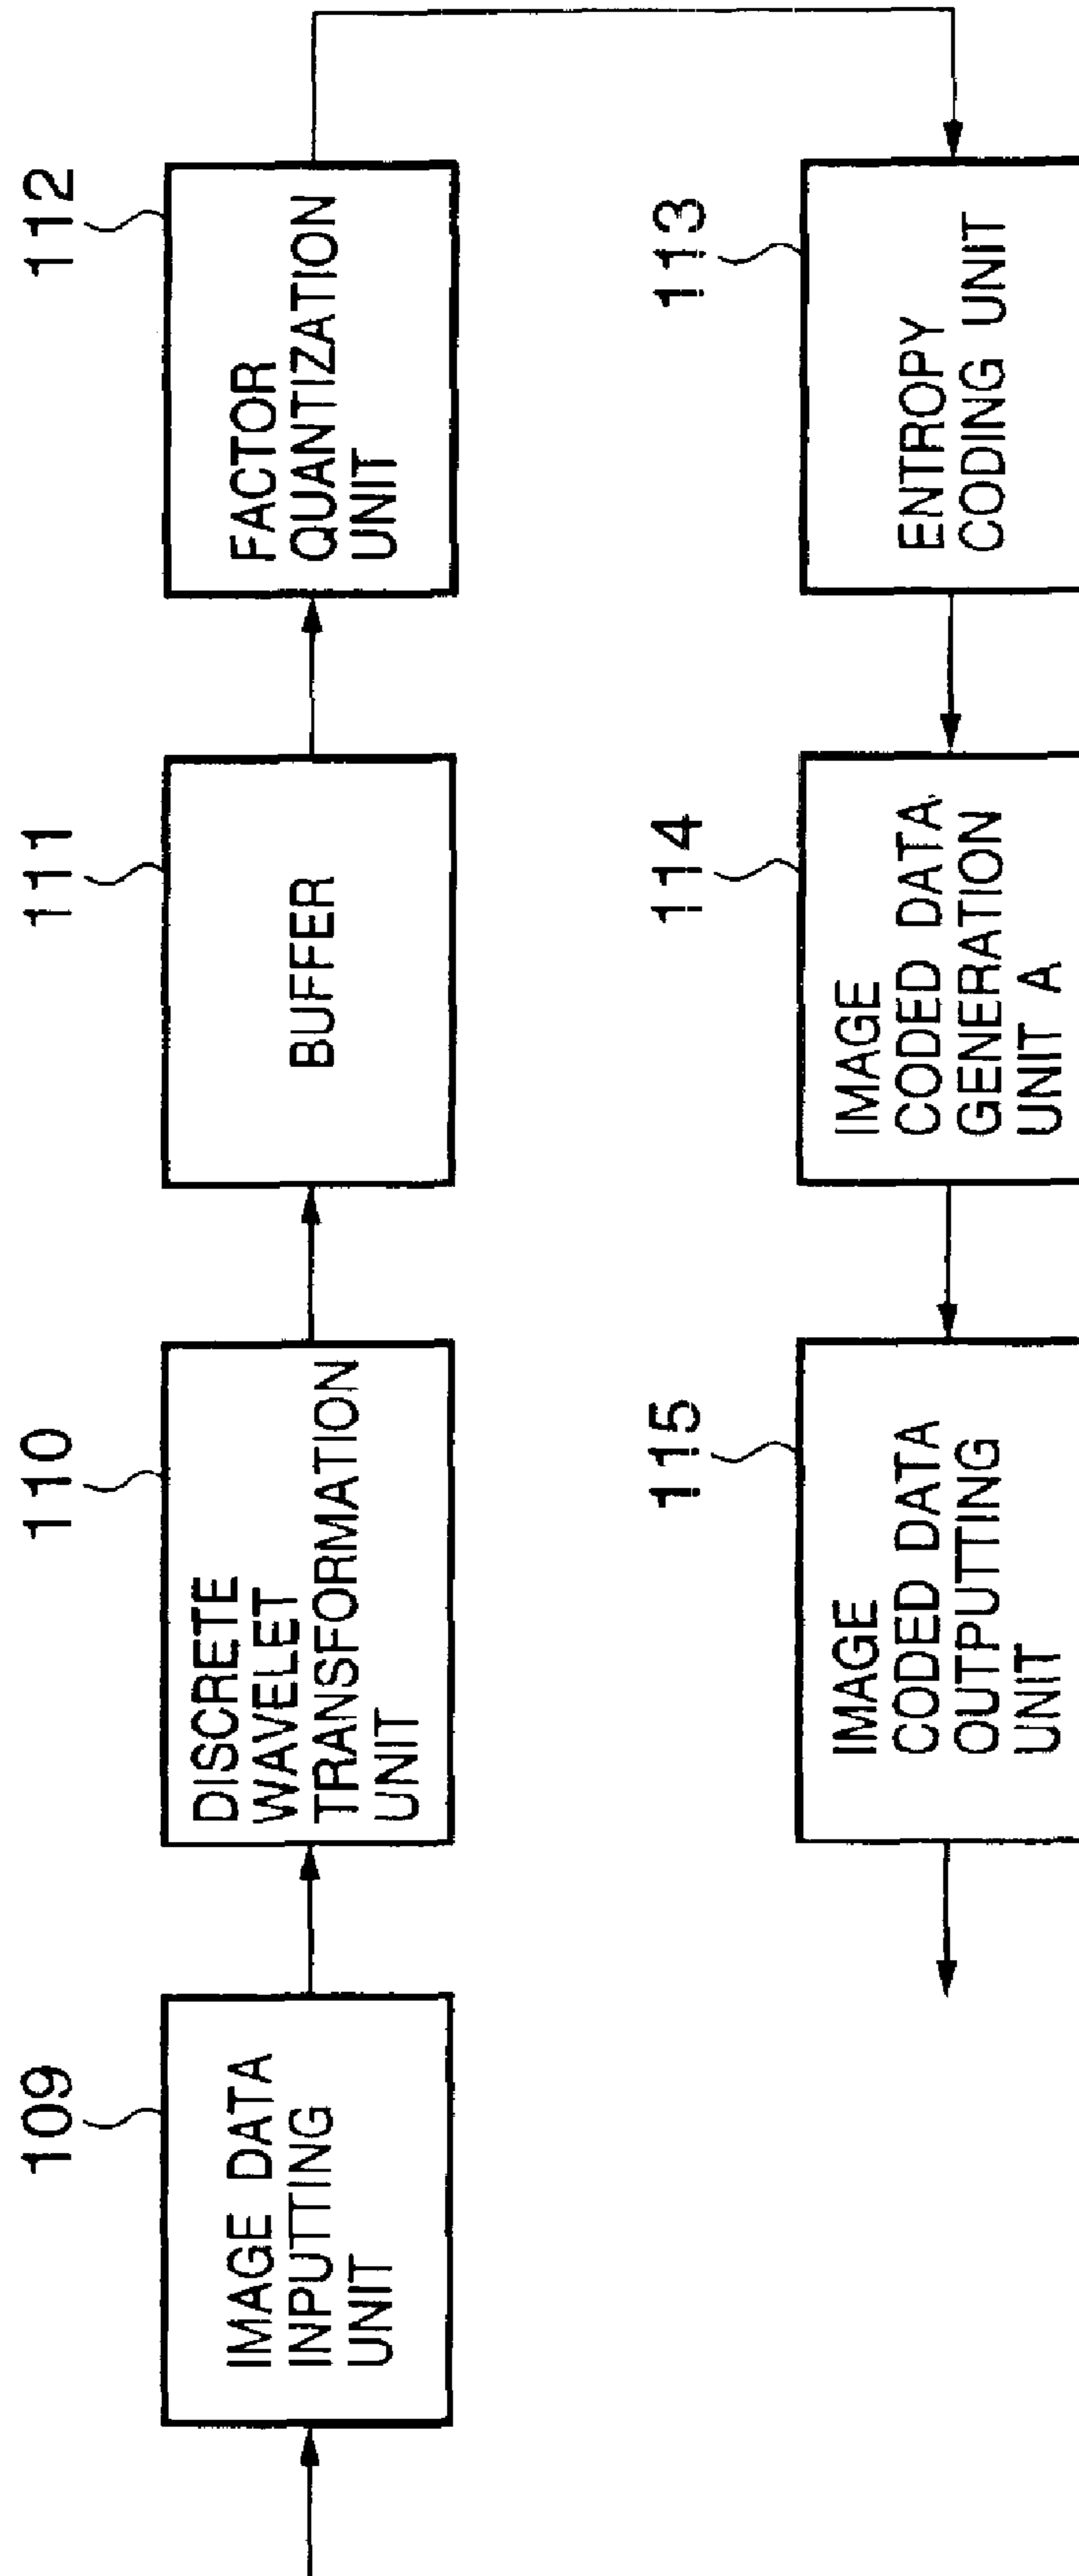 109
IMAGE DATA
INPUTTING
UNIT
110
DISCRETE
WAVELET
TRANSFORMATION
UNIT
111
BUFFER
112
FACTOR
QUANTIZATION
UNIT
113
ENTROPY
CODING UNIT
114
IMAGE
CODED DATA
GENERATION
UNIT A
115
IMAGE
CODED DATA
OUTPUTTING
UNIT